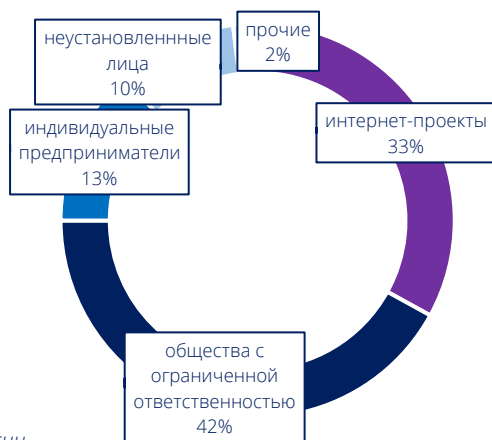 неустановленнные
лица
10%
прочие
2%
интернет-проекты
33%
индивидуальные
предприниматели
13%
общества с
ограниченной
ответственностью
42%